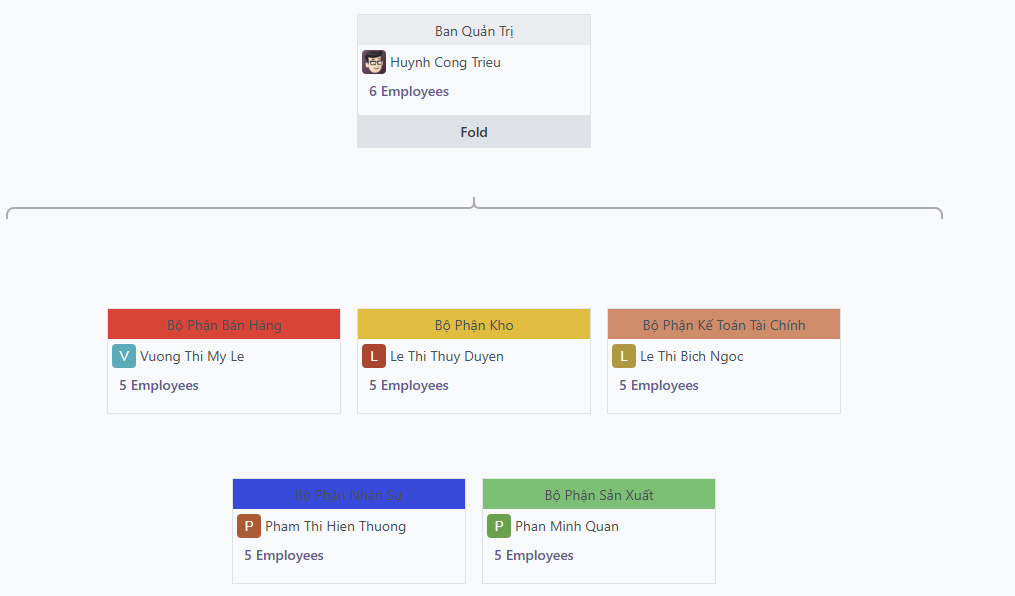 Ban Quản Trị
Huynh Cong Trieu
6 Employees
Fold
Bộ Phận Bán Hàng
V Vuong Thi My Le
5 Employees
Bộ Phận Kho
L Le Thi Thuy Duyen
5 Employees
Bộ Phận Kế Toán Tài Chính
L Le Thi Bich Ngoc
5 Employees
Bộ Phận Nhân Sự
P Pham Thi Hien Thuong
5 Employees
Bộ Phận Sản Xuất
P Phan Minh Quan
5 Employees